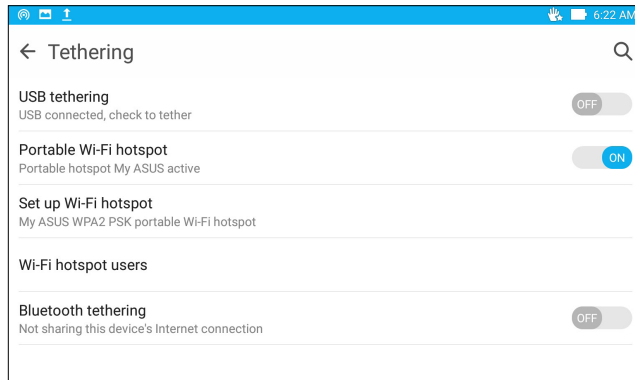 6:22 AM
Tethering
USB tethering
USB connected, check to tether
OFF
Portable Wi-Fi hotspot
Portable hotspot My ASUS active
ON
Set up Wi-Fi hotspot
My ASUS WPA2 PSK portable Wi-Fi hotspot
Wi-Fi hotspot users
Bluetooth tethering
Not sharing this device's Internet connection
OFF